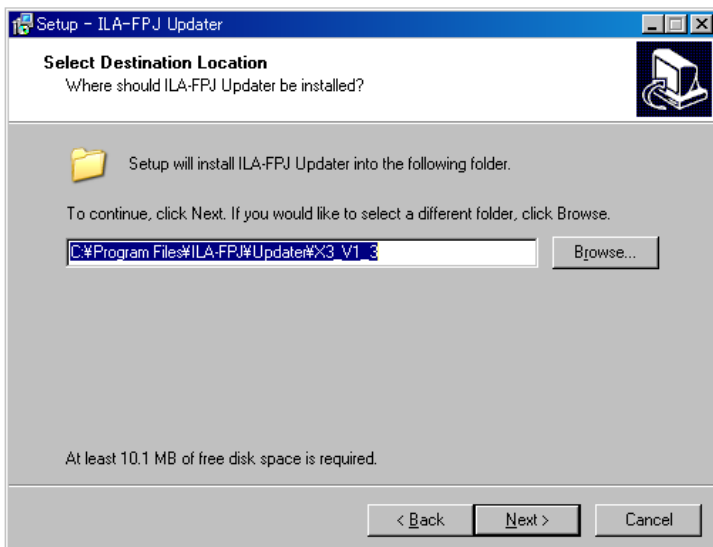 Setup - ILA-FPJ Updater
Select Destination Location
Where should ILA-FPJ Updater be installed?
Setup will install ILA-FPJ Updater into the following folder.
To continue, click Next. If you would like to select a different folder, click Browse.
C:¥Program Files¥ILA-FPJ¥Updater¥X3_V1_3
Browse...
At least 10.1 MB of free disk space is required.
< Back
Next >
Cancel